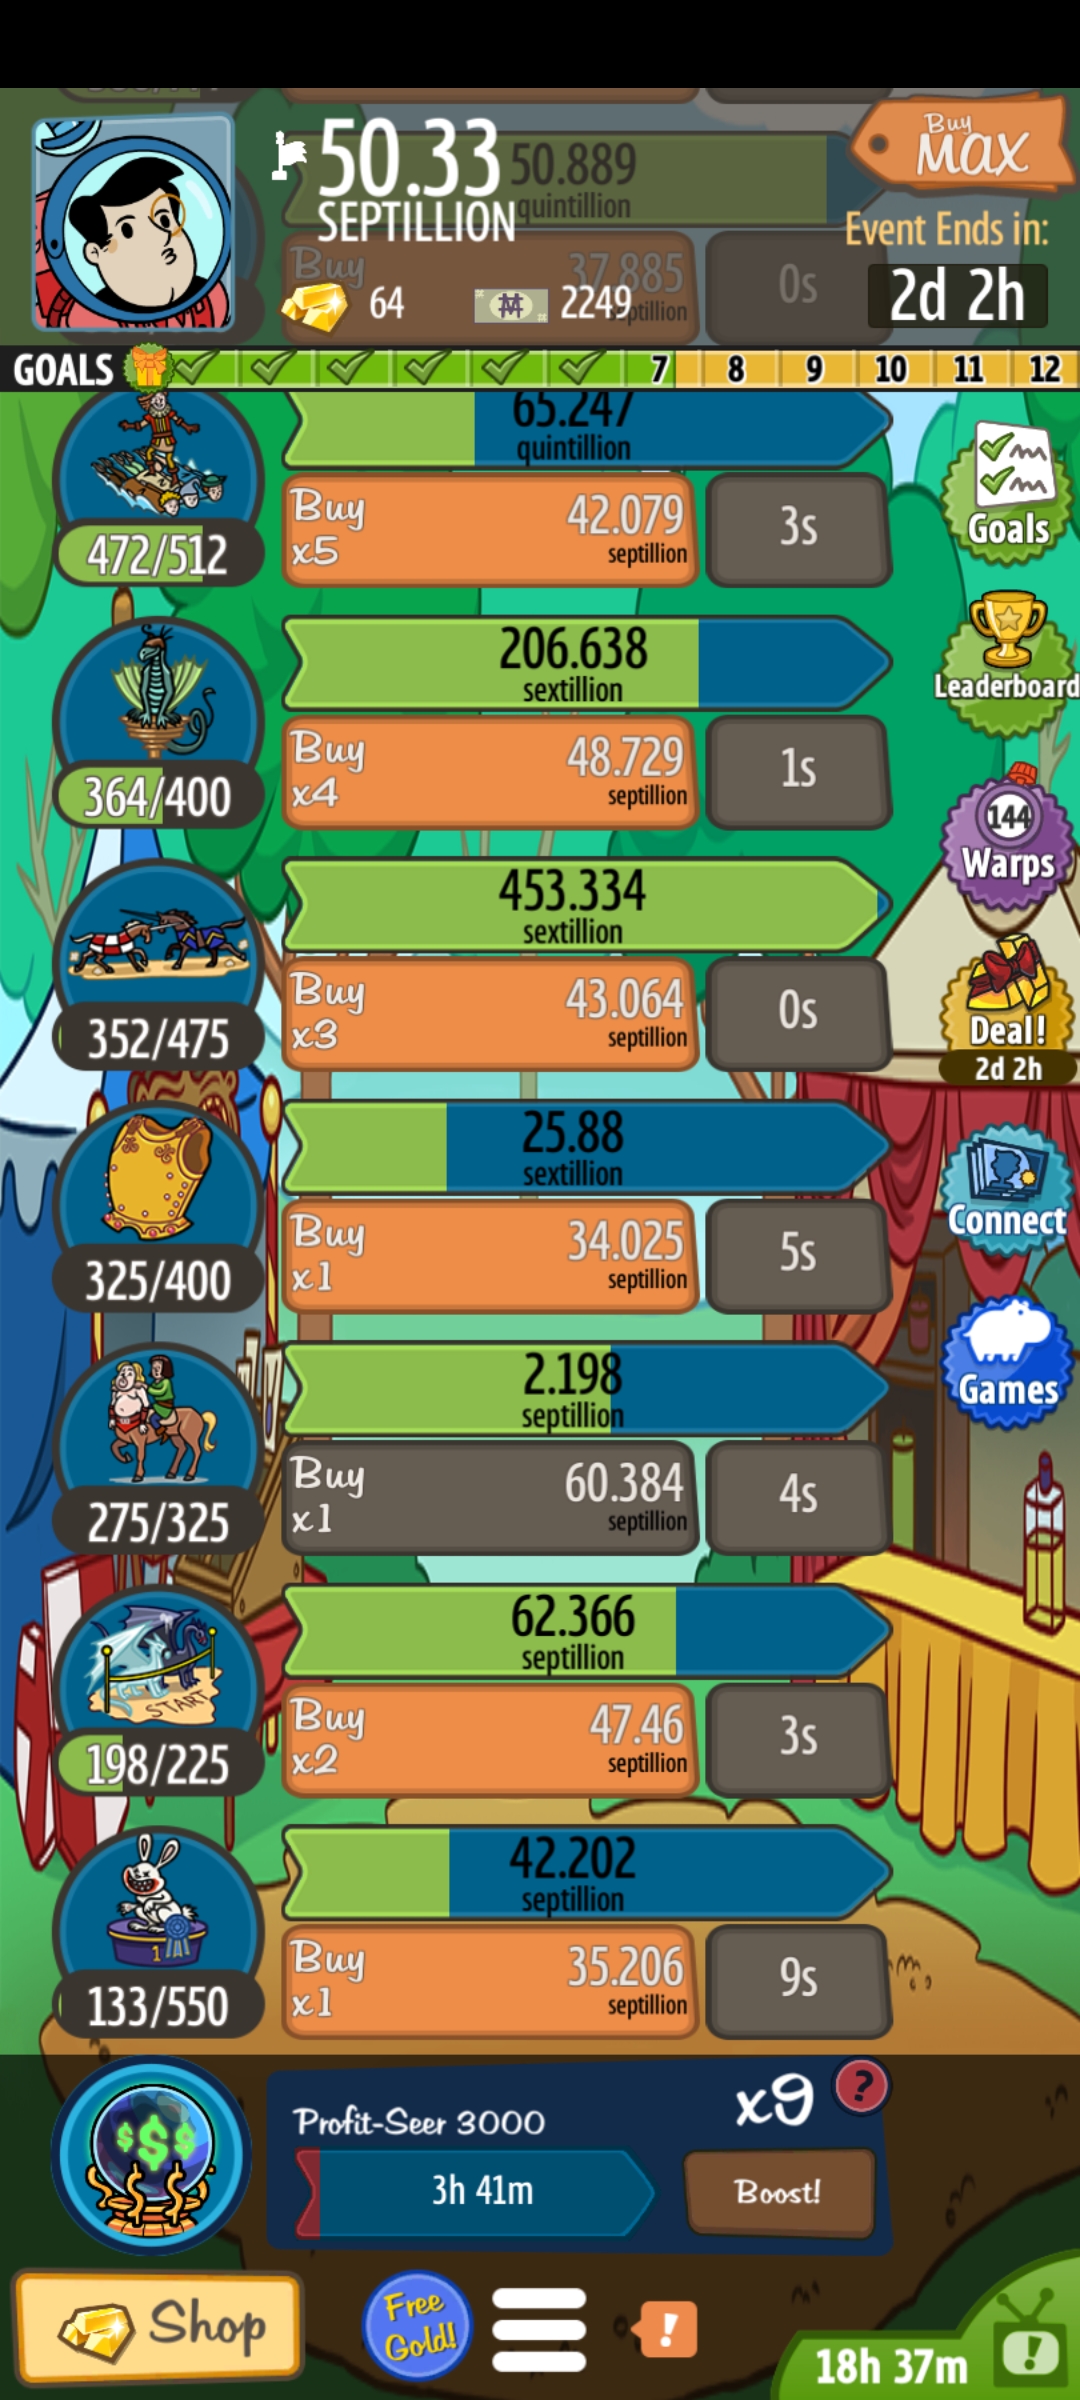 50.33
SEPTILLION
50.889
quintillion
Buy
MAX
Event Ends in:
2d 2h
Buy
37.885
septillion
0s
64
2249
GOALS
7 8 9 10 11 12
65.247
quintillion
472/512
Buy
x5
42.079
septillion
3s
Goals
206.638
sextillion
364/400
Buy
x4
48.729
septillion
1s
Leaderboard
453.334
sextillion
352/475
Buy
x3
43.064
septillion
0s
144
Warps
Deal!
2d 2h
25.88
sextillion
325/400
Buy
x1
34.025
septillion
5s
Connect
2.198
septillion
275/325
Buy
x1
60.384
septillion
4s
Games
62.366
septillion
START
198/225
Buy
x2
47.46
septillion
3s
42.202
septillion
1
133/550
Buy
x1
35.206
septillion
9s
$$$
Profit-Seer 3000
x9
?
3h 41m
Boost!
Shop
Free
Gold!
!
18h 37m
!